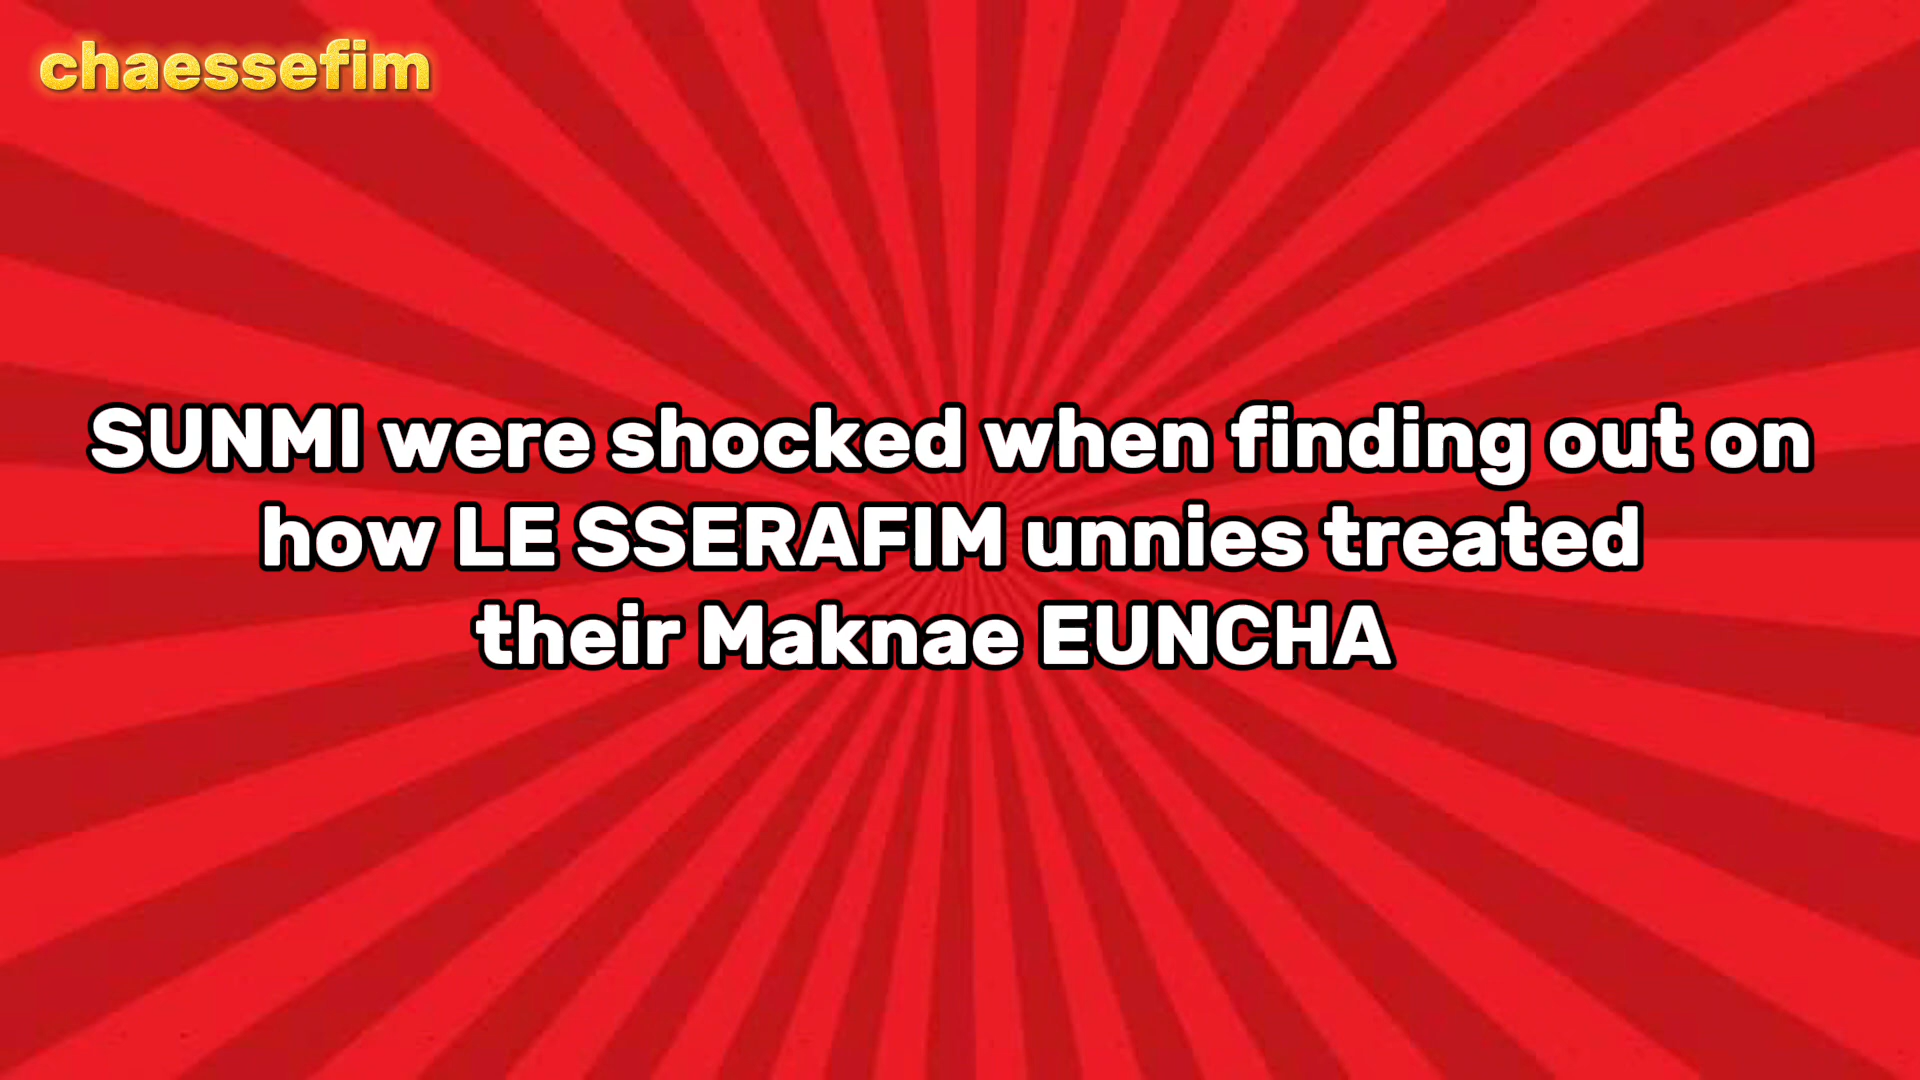 chaessefim
SUNMI were shocked when finding out on
how LE SSERAFIM unnies treated
their Maknae EUNCHA